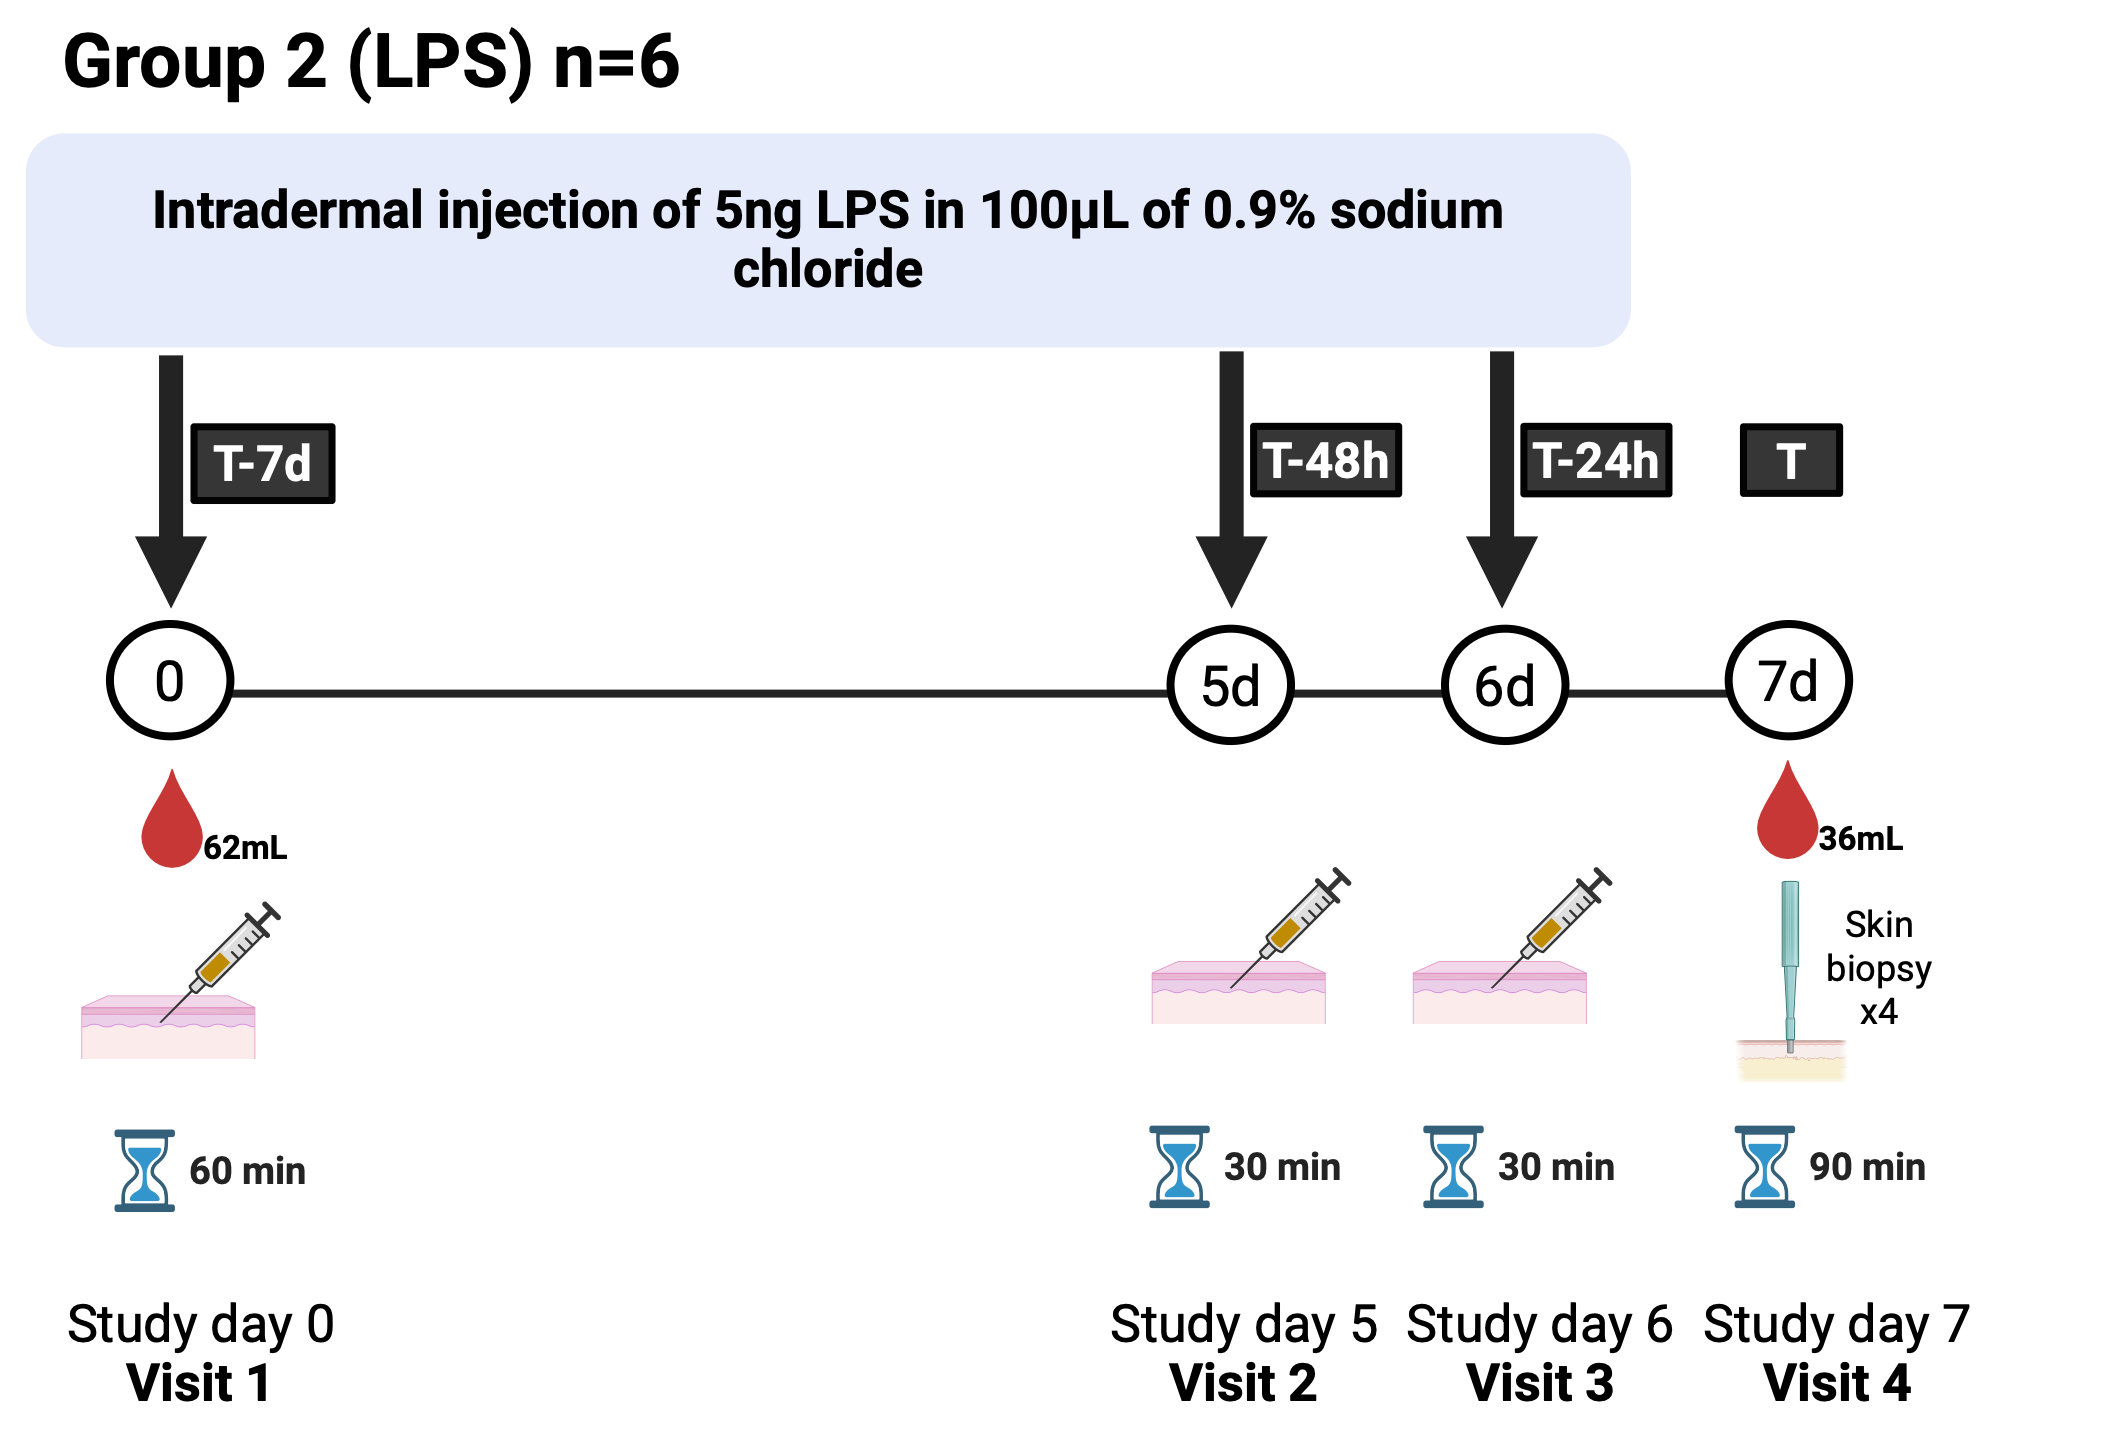 Group 2 (LPS) n=6
Intradermal injection of 5ng LPS in 100µL of 0.9% sodium
chloride
T-7d
T-48h
T-24h
T
0
5d
6d
7d
62mL
36mL
Skin
biopsy
x4
60 min
30 min
30 min
90 min
Study day 0
Visit 1
Study day 5
Visit 2
Study day 6
Visit 3
Study day 7
Visit 4